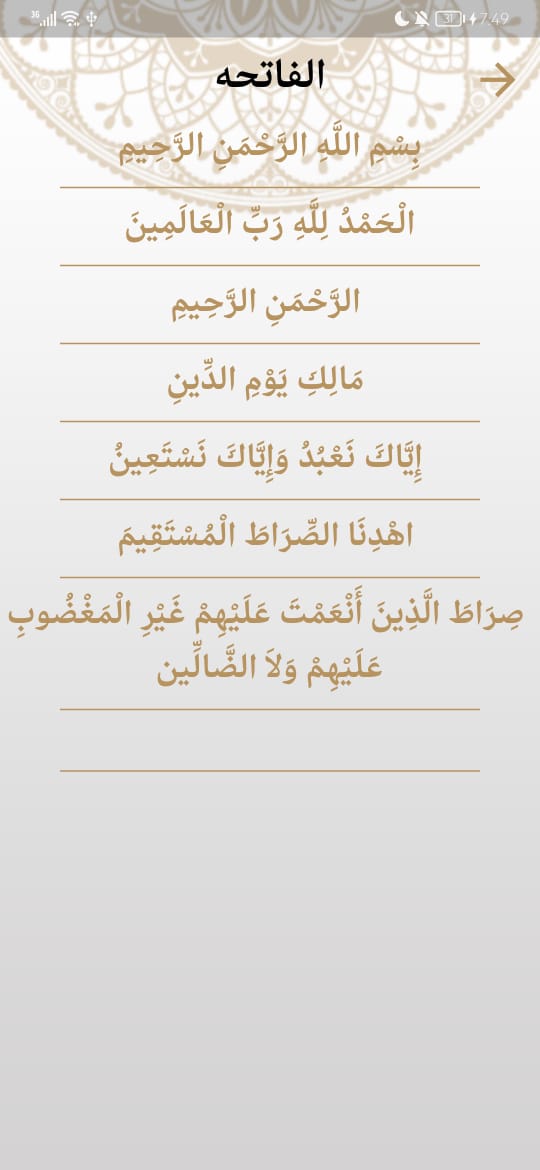 3G 31 7:49
الفاتحه
بِسْمِ اللَّهِ الرَّحْمَنِ الرَّحِيمِ
الْحَمْدُ لِلَّهِ رَبِّ الْعَالَمِينَ
الرَّحْمَنِ الرَّحِيمِ
مَالِكِ يَوْمِ الدِّينِ
إِيَّاكَ نَعْبُدُ وَإِيَّاكَ نَسْتَعِينُ
اهْدِنَا الصِّرَاطَ الْمُسْتَقِيمَ
صِرَاطَ الَّذِينَ أَنْعَمْتَ عَلَيْهِمْ غَيْرِ الْمَغْضُوبِ
عَلَيْهِمْ وَلاَ الضَّالِّين